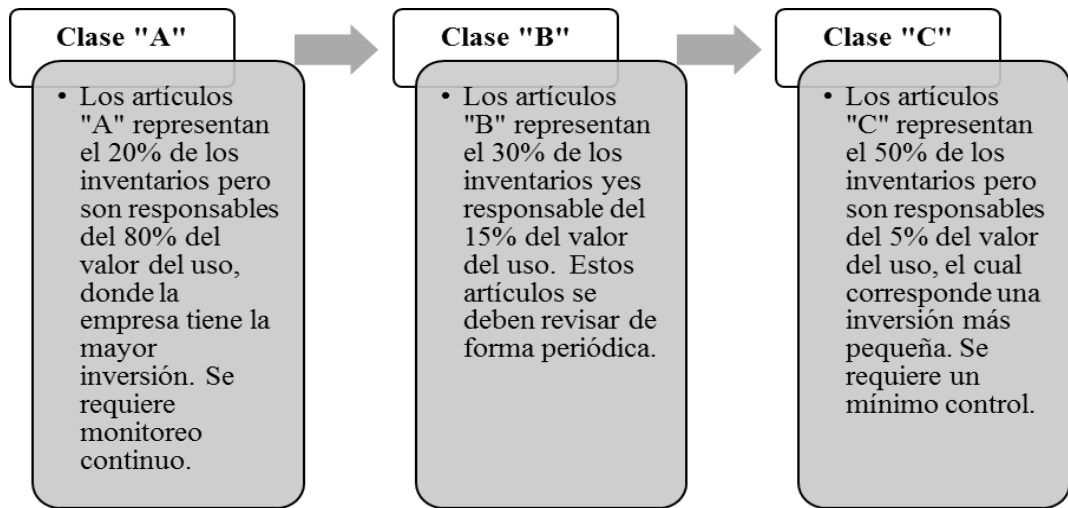 Clase "A"
• Los artículos
"A" representan
el 20% de los
inventarios pero
son responsables
del 80% del
valor del uso,
donde la
empresa tiene la
mayor
inversión. Se
requiere
monitoreo
continuo.
Clase "B"
• Los artículos
"B" representan
el 30% de los
inventarios yes
responsable del
15% del valor
del uso. Estos
artículos se
deben revisar de
forma periódica.
Clase "C"
• Los artículos
"C" representan
el 50% de los
inventarios pero
son responsables
del 5% del valor
del uso, el cual
corresponde una
inversión más
pequeña. Se
requiere un
mínimo control.